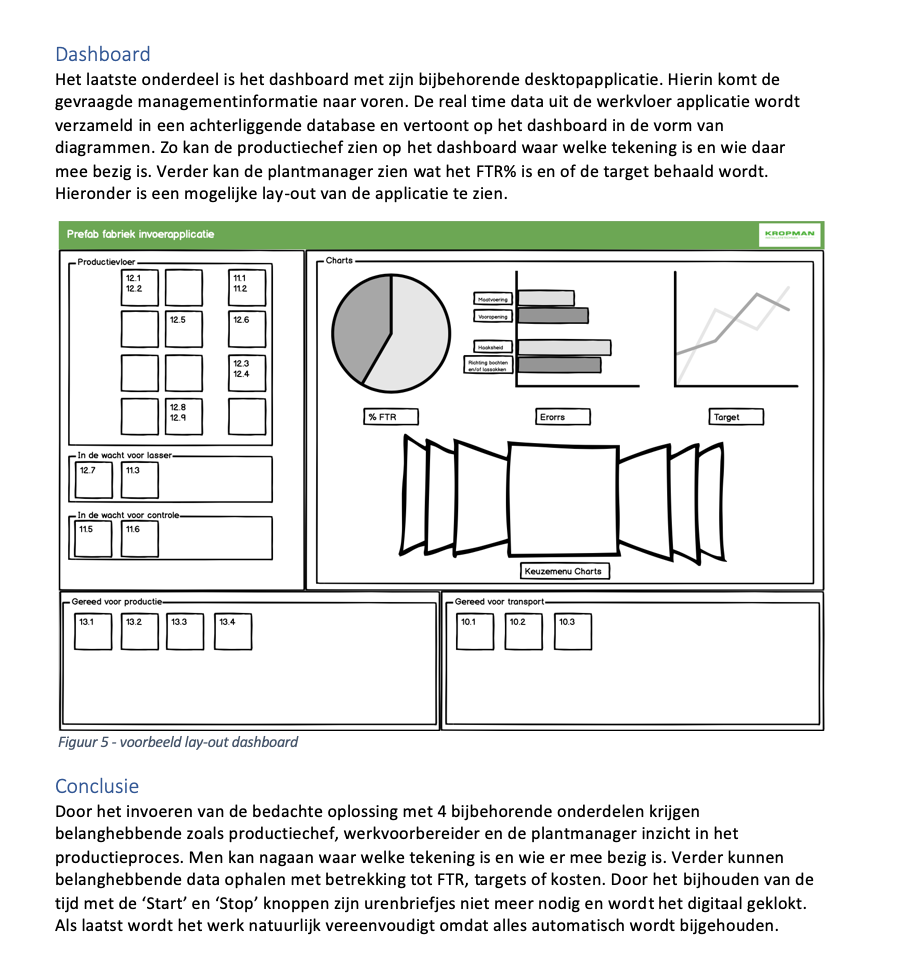 Dashboard
Het laatste onderdeel is het dashboard met zijn bijbehorende desktopapplicatie. Hierin komt de
gevraagde managementinformatie naar voren. De real time data uit de werkvloer applicatie wordt
verzameld in een achterliggende database en vertoont op het dashboard in de vorm van
diagrammen. Zo kan de productiechef zien op het dashboard waar welke tekening is en wie daar
mee bezig is. Verder kan de plantmanager zien wat het FTR% is en of de target behaald wordt.
Hieronder is een mogelijke lay-out van de applicatie te zien.
Prefab fabriek invoerapplicatie
KROPMAN
Productievloer
12.1
12.2
11.1
11.2
12.5
12.6
12.3
12.4
12.8
12.9
In de wacht voor lasser
12.7
11.3
In de wacht voor controle
11.5
11.6
Charts
Maatvoering
Vooropening
Haaksheid
Richting bochten
en/of lassokken
% FTR
Erorrs
Target
Keuzemenu Charts
Gereed voor productie
13.1
13.2
13.3
13.4
Gereed voor transport
10.1
10.2
10.3
Figuur 5 - voorbeeld lay-out dashboard
Conclusie
Door het invoeren van de bedachte oplossing met 4 bijbehorende onderdelen krijgen
belanghebbende zoals productiechef, werkvoorbereider en de plantmanager inzicht in het
productieproces. Men kan nagaan waar welke tekening is en wie er mee bezig is. Verder kunnen
belanghebbende data ophalen met betrekking tot FTR, targets of kosten. Door het bijhouden van de
tijd met de ‘Start’ en ‘Stop’ knoppen zijn urenbriefjes niet meer nodig en wordt het digitaal geklokt.
Als laatst wordt het werk natuurlijk vereenvoudigt omdat alles automatisch wordt bijgehouden.